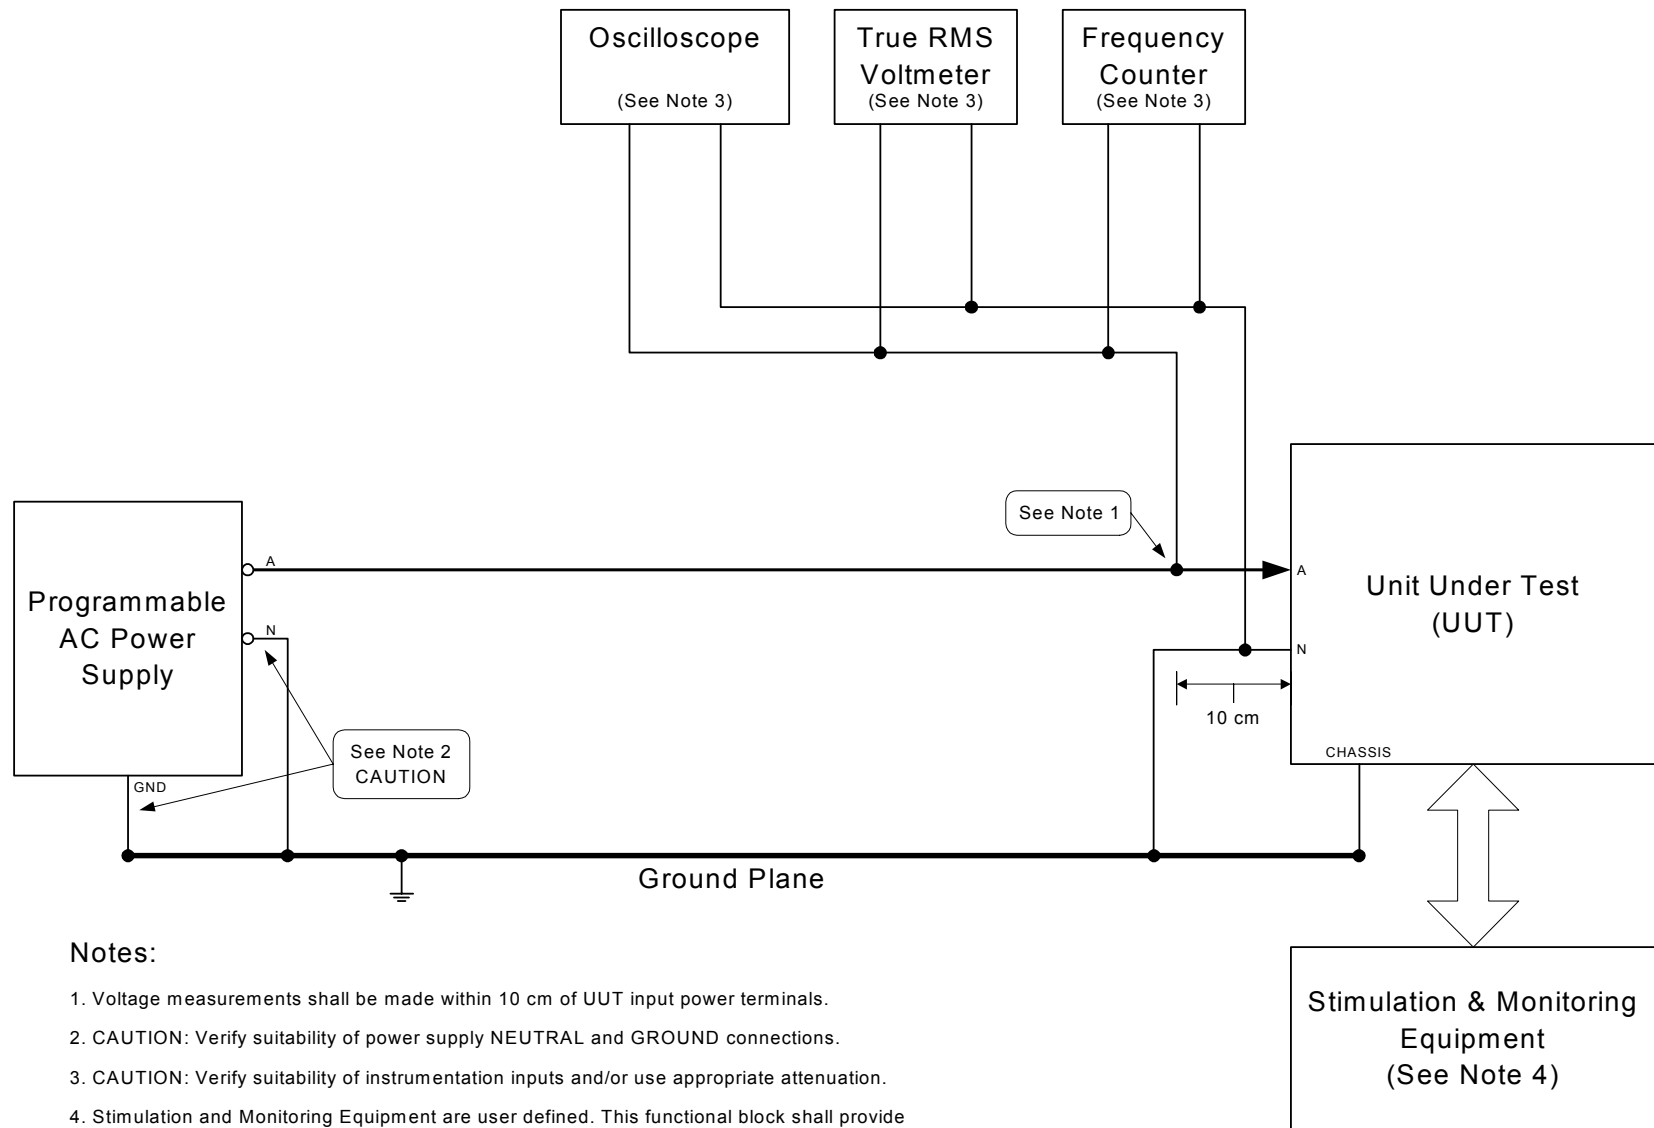 Oscilloscope
(See Note 3)
True RMS
Voltmeter
(See Note 3)
Frequency
Counter
(See Note 3)
See Note 1
Programmable
AC Power
Supply
A
N
GND
See Note 2
CAUTION
A
N
Unit Under Test
(UUT)
10 cm
CHASSIS
Ground Plane
Stimulation & Monitoring
Equipment
(See Note 4)
Notes:
1. Voltage measurements shall be made within 10 cm of UUT input power terminals.
2. CAUTION: Verify suitability of power supply NEUTRAL and GROUND connections.
3. CAUTION: Verify suitability of instrumentation inputs and/or use appropriate attenuation.
4. Stimulation and Monitoring Equipment are user defined. This functional block shall provide